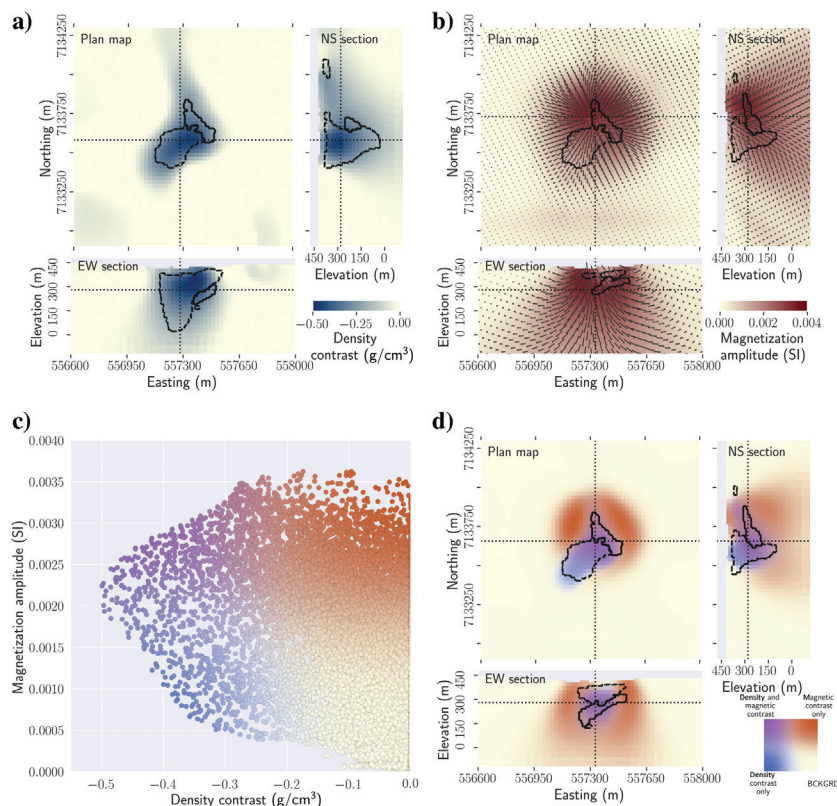 a)
Plan map
NS section
7134250
7133750
7133250
Northing (m)
450
300
150
0
Elevation (m)
EW section
450
300
150
0
Elevation (m)
−0.50
−0.25
0.00
Density
contrast (g/cm³)
556600
556950
557300
557650
558000
Easting (m)
b)
Plan map
NS section
7134250
7133750
7133250
Northing (m)
450
300
150
0
Elevation (m)
EW section
450
300
150
0
Elevation (m)
0.000
0.002
0.004
Magnetization
amplitude (SI)
556600
556950
557300
557650
558000
Easting (m)
c)
0.0040
0.0035
0.0030
0.0025
0.0020
0.0015
0.0010
0.0005
0.0000
Magnetization amplitude (SI)
−0.5
−0.4
−0.3
−0.2
−0.1
0.0
Density contrast (g/cm³)
d)
Plan map
NS section
7134250
7133750
7133250
Northing (m)
450
300
150
0
Elevation (m)
EW section
450
300
150
0
Elevation (m)
556600
556950
557300
557650
558000
Easting (m)
Density and
magnetic
contrast
Magnetic
contrast
only
Density
contrast
only
BCKGRD